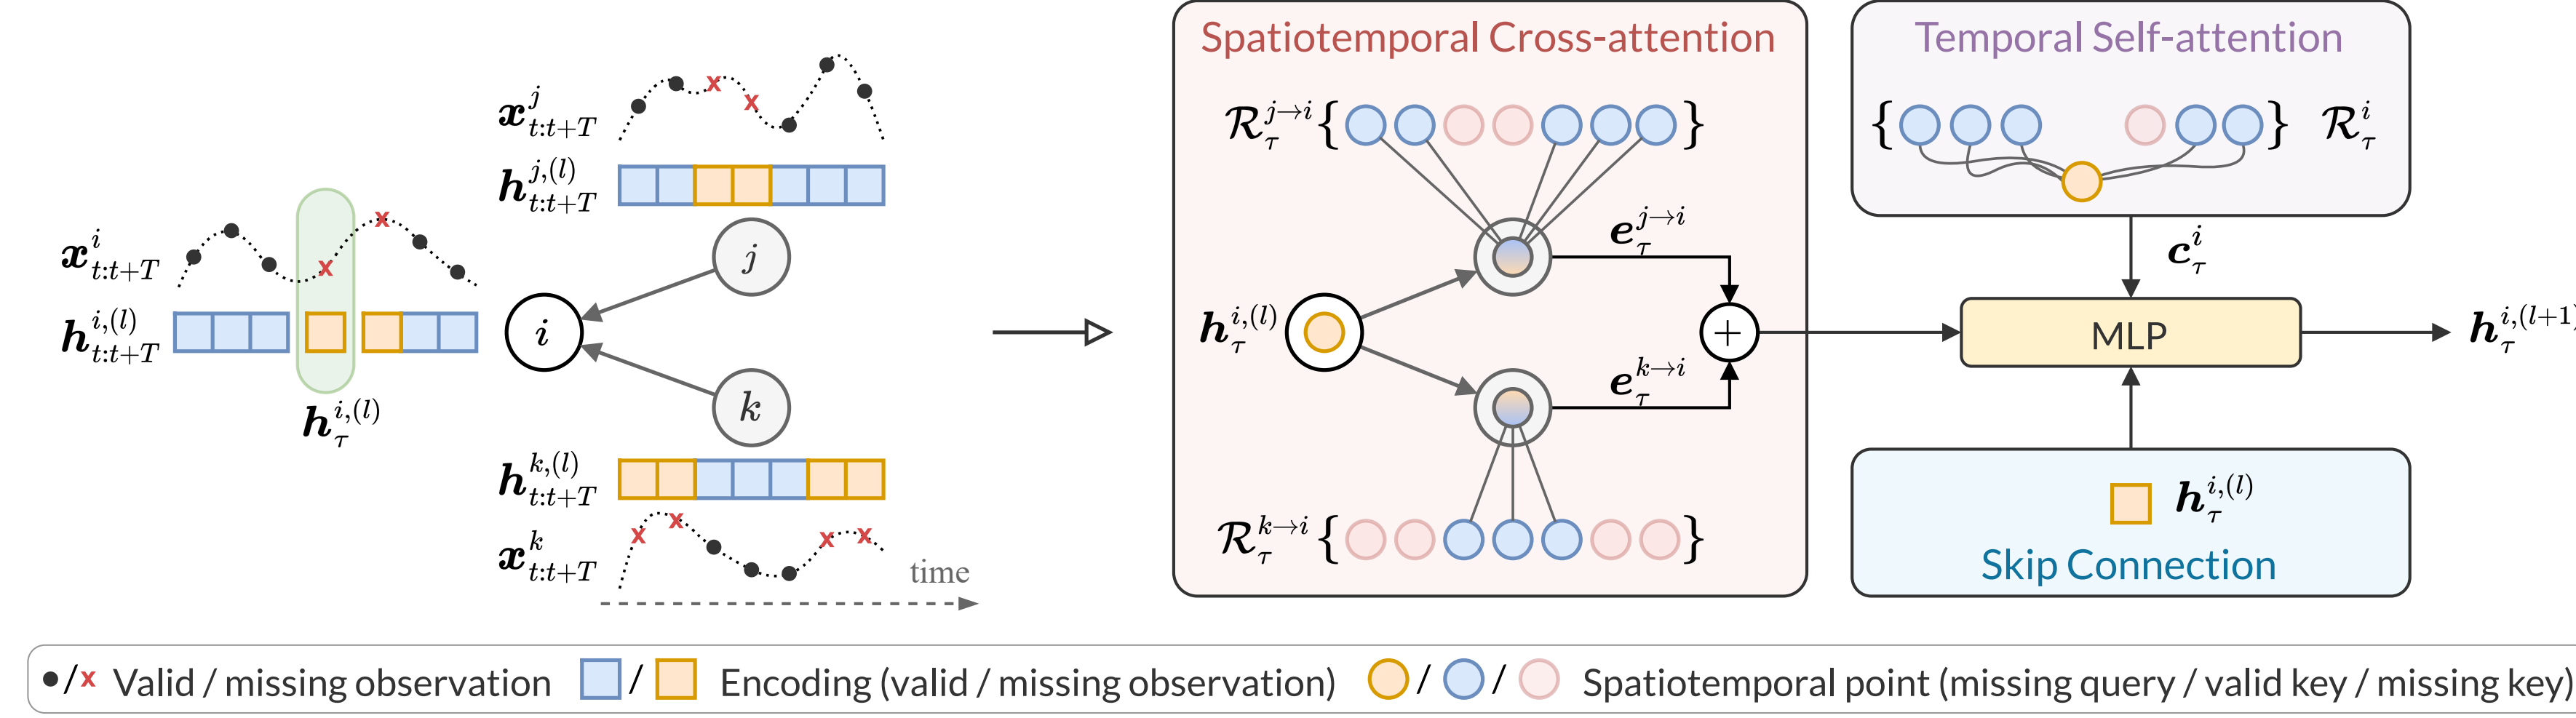 Spatiotemporal Cross-attention
Temporal Self-attention
x^j_{t:t+T}
R^{j→i}_τ {
}
{
} R^i_τ
h^{j,(l)}_{t:t+T}
x^i_{t:t+T}
j
e^{j→i}_τ
c^i_τ
h^{i,(l)}_{t:t+T}
i
h^{i,(l)}_τ
+
MLP
h^{i,(l+1)}_τ
h^{i,(l)}_τ
k
e^{k→i}_τ
h^{k,(l)}_{t:t+T}
h^{i,(l)}_τ
x^k_{t:t+T}
time
R^{k→i}_τ {
}
Skip Connection
/x Valid / missing observation
/ Encoding (valid / missing observation)
/ / Spatiotemporal point (missing query / valid key / missing key)